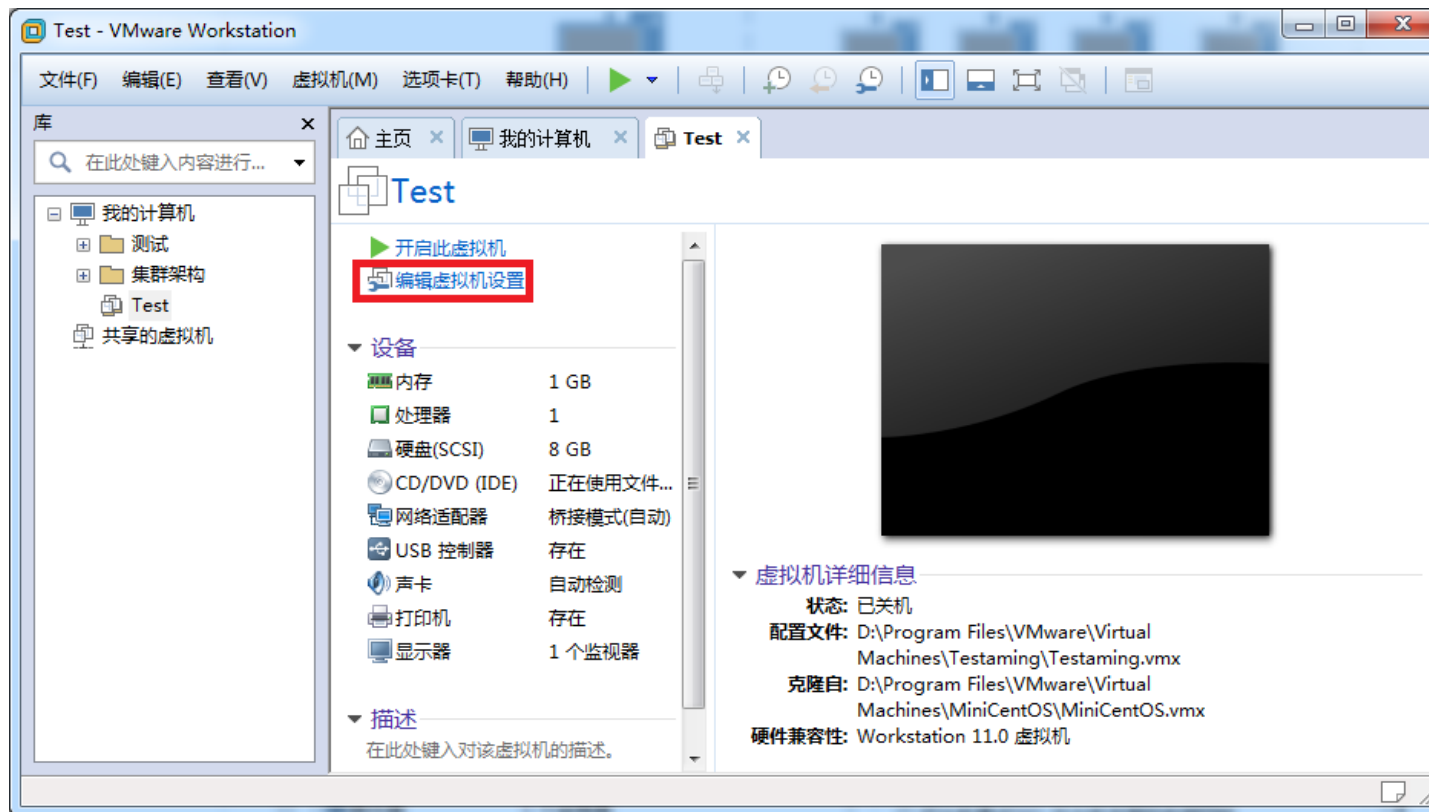 Test - VMware Workstation
文件(F) 编辑(E) 查看(V) 虚拟机(M) 选项卡(T) 帮助(H)
库
在此处键入内容进行...
我的计算机
测试
集群架构
Test
共享的虚拟机
主页 我的计算机 Test
Test
开启此虚拟机
编辑虚拟机设置
设备
内存 1 GB
处理器 1
硬盘(SCSI) 8 GB
CD/DVD (IDE) 正在使用文件...
网络适配器 桥接模式(自动)
USB 控制器 存在
声卡 自动检测
打印机 存在
显示器 1 个监视器
描述
在此处键入对该虚拟机的描述。
虚拟机详细信息
状态: 已关机
配置文件: D:\Program Files\VMware\Virtual
Machines\Testaming\Testaming.vmx
克隆自: D:\Program Files\VMware\Virtual
Machines\MiniCentOS\MiniCentOS.vmx
硬件兼容性: Workstation 11.0 虚拟机